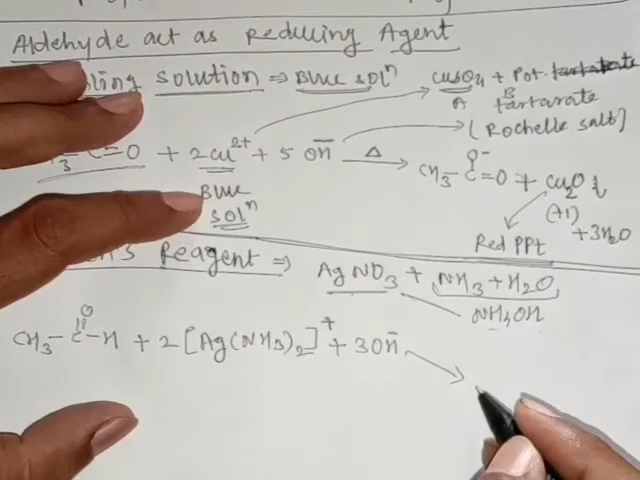 Aldehyde act as Reducing Agent
ling solution ⇒ Blue solⁿ CuSO₄ + Pot.
A B tartarate
(Rochelle salt)
C=O + 2Cu²⁺ + 5 OH⁻ —Δ→ CH₃-C(O⁻)=O + Cu₂O ↓
Blue solⁿ
(+1) +3H₂O
Red PPt
's Reagent ⇒ AgNO₃ + NH₃ + H₂O
NH₄OH
CH₃-C(=O)-H + 2[Ag(NH₃)₂]⁺ + 3OH⁻ →